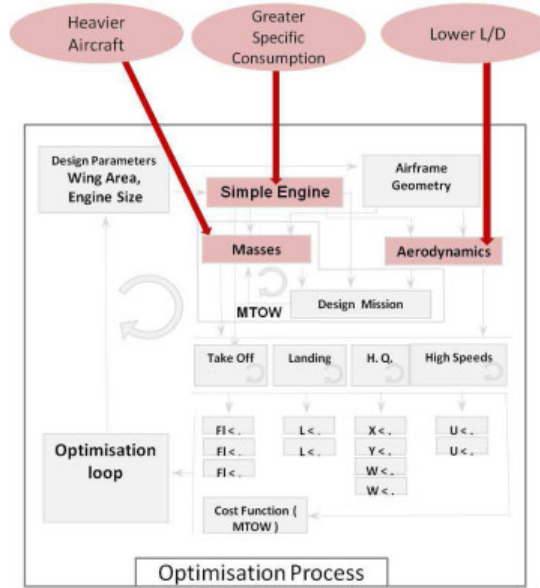 Heavier
Aircraft
Greater
Specific
Consumption
Lower L/D
Design Parameters
Wing Area,
Engine Size
Simple Engine
Airframe
Geometry
Masses
Aerodynamics
MTOW
Design Mission
Take Off
Landing
H. Q.
High Speeds
Fl < .
L < .
X < .
U < .
Fl < .
L < .
Y < .
U < .
Fl < .
W < .
W < .
Optimisation
loop
Cost Function (
MTOW )
Optimisation Process